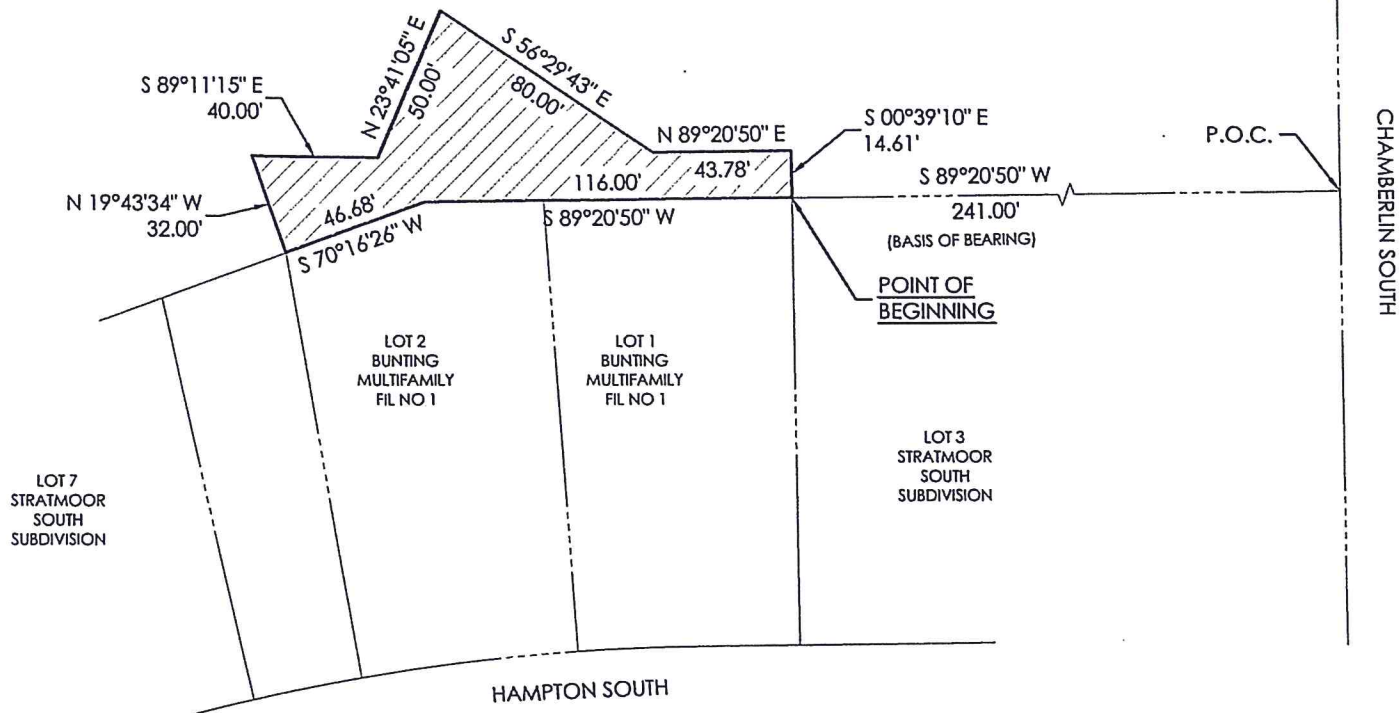 N 23°41'05" E
50.00'
S 56°29'43" E
80.00'
S 89°11'15" E
40.00'
N 89°20'50" E
43.78'
S 00°39'10" E
14.61'
P.O.C.
CHAMBERLIN SOUTH
N 19°43'34" W
32.00'
46.68'
S 70°16'26" W
116.00'
S 89°20'50" W
S 89°20'50" W
241.00'
(BASIS OF BEARING)
POINT OF
BEGINNING
LOT 2
BUNTING
MULTIFAMILY
FIL NO 1
LOT 1
BUNTING
MULTIFAMILY
FIL NO 1
LOT 3
STRATMOOR
SOUTH
SUBDIVISION
LOT 7
STRATMOOR
SOUTH
SUBDIVISION
HAMPTON SOUTH